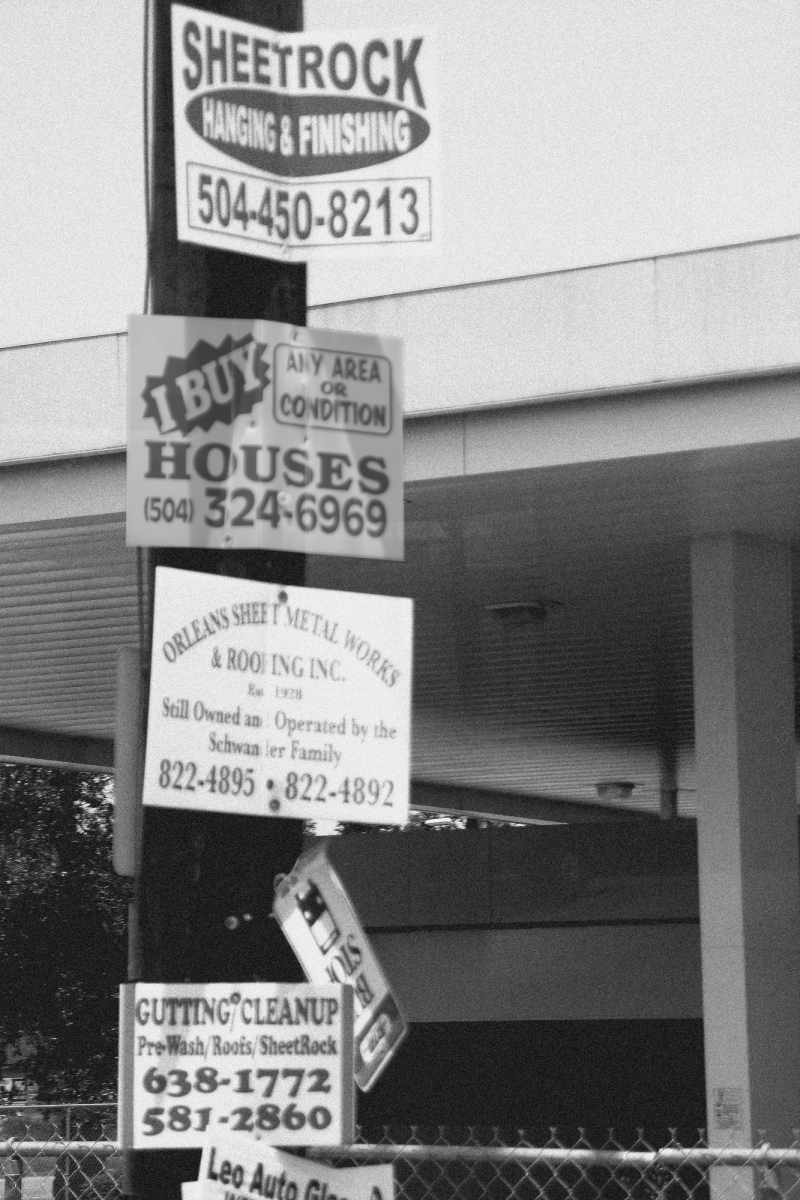 SHEETROCK
HANGING & FINISHING
504-450-8213
I BUY
ANY AREA
OR
CONDITION
HOUSES
(504) 324-6969
ORLEANS SHEET METAL WORKS
& ROOFING INC.
Est. 1928
Still Owned and Operated by the
Family
822-4895 • 822-4892
GUTTING/CLEANUP
Pre-Wash/Roofs/SheetRock
638-1772
581-2860
Leo Auto